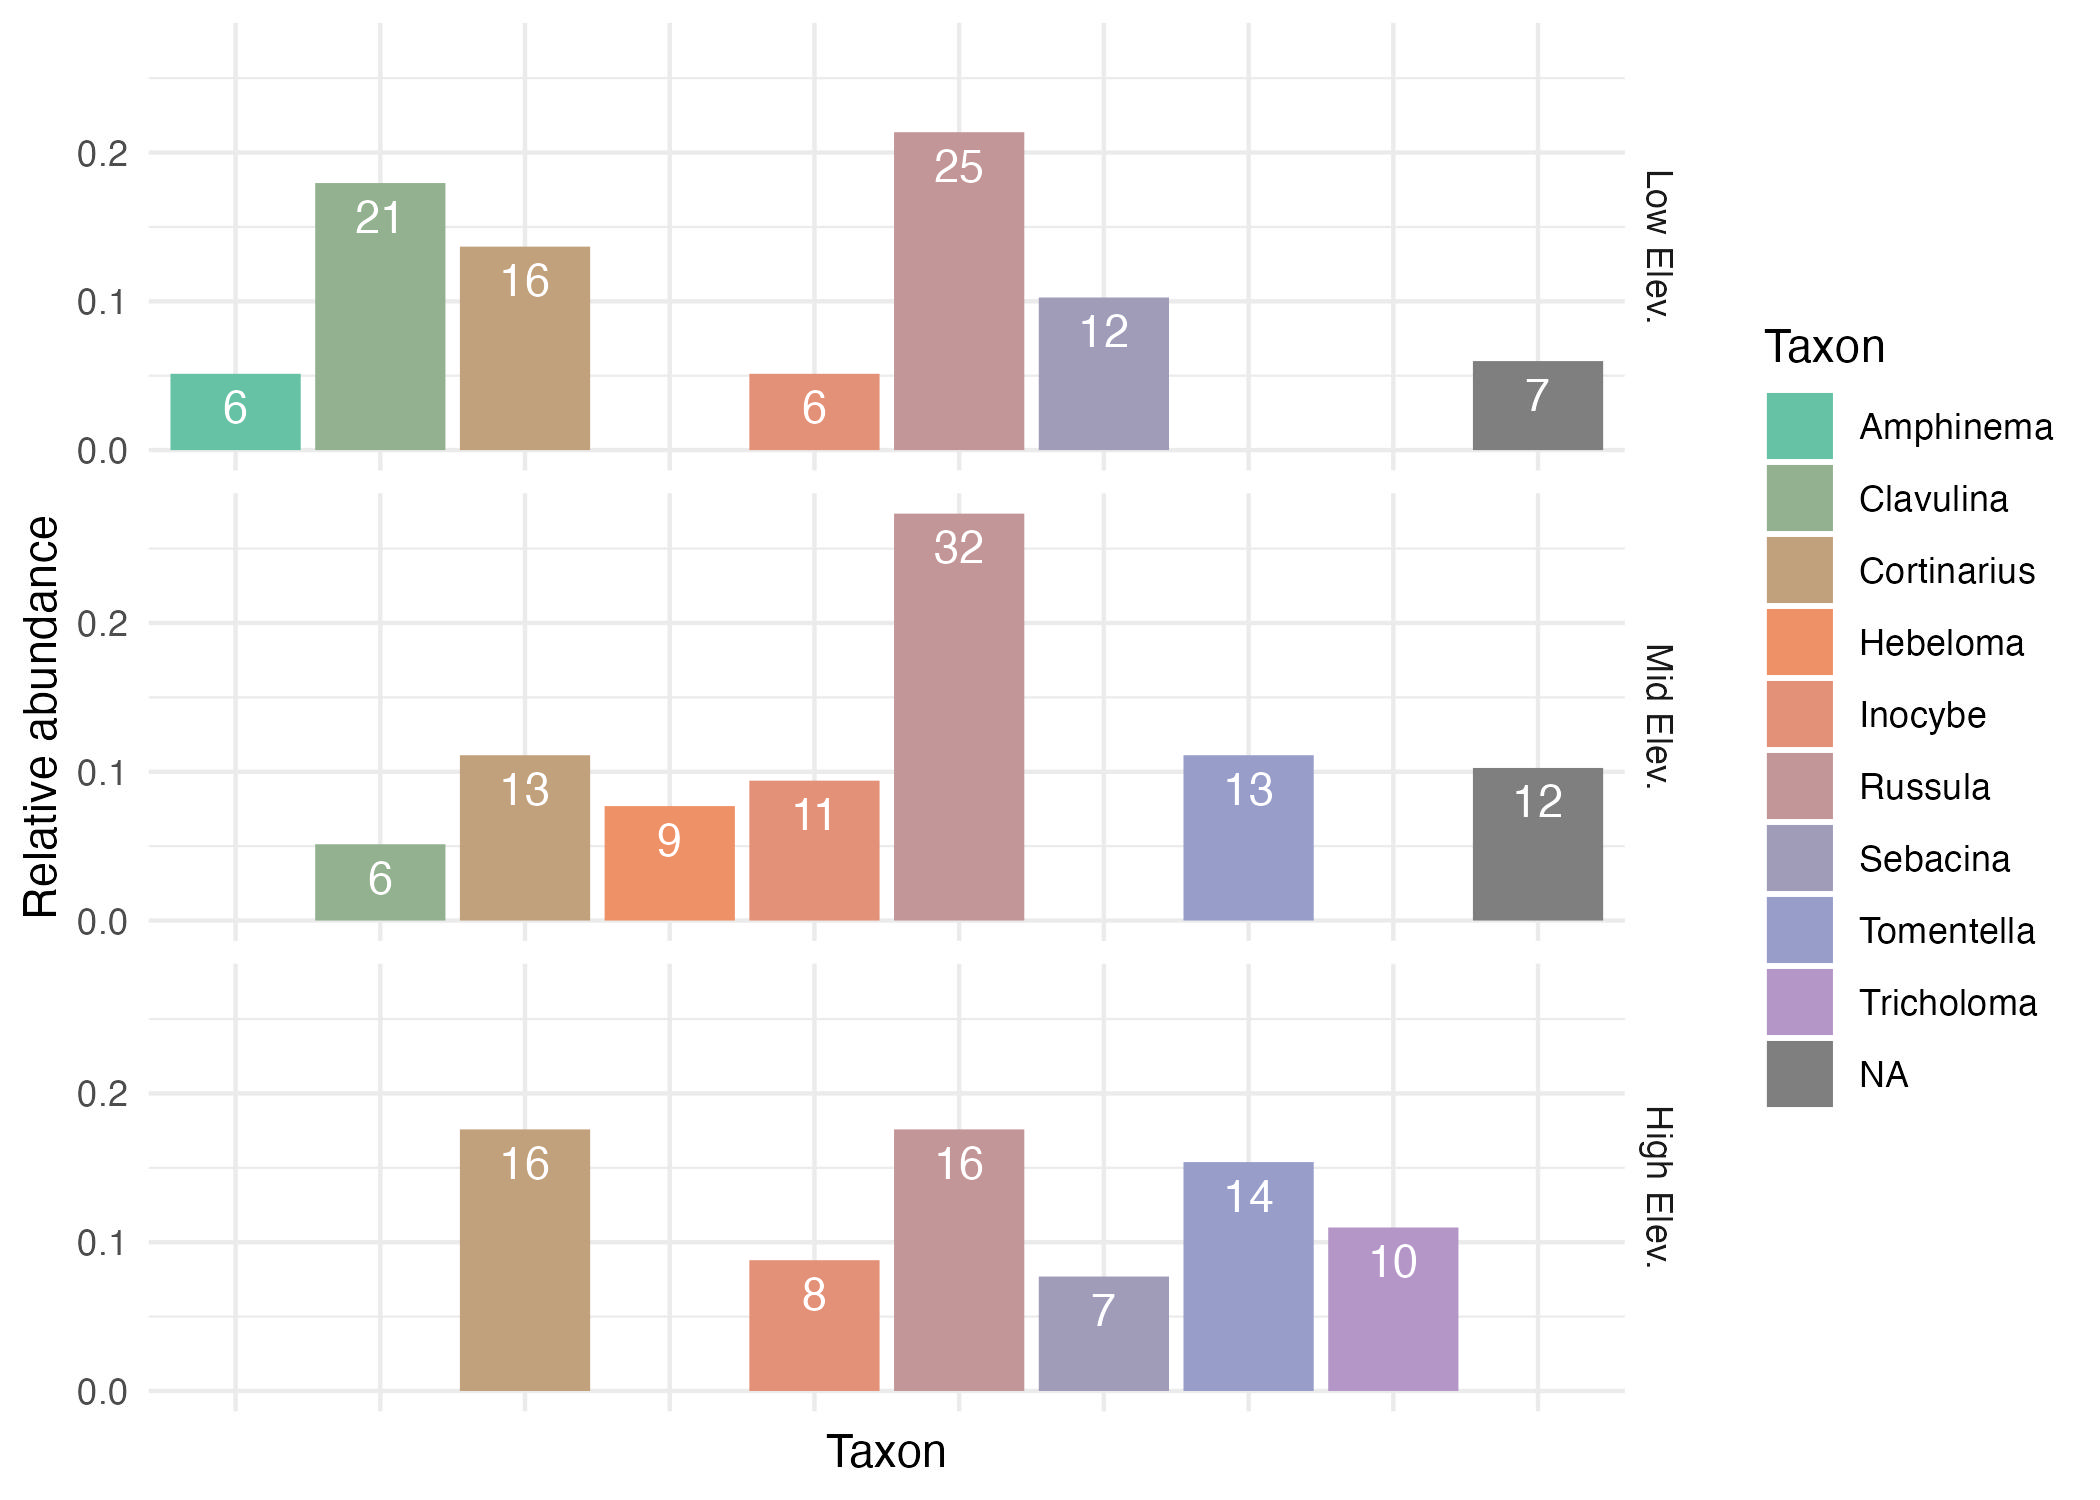 0.2
0.1
0.0
6
21
16
6
25
12
7
Low Elev.
Relative abundance
0.2
0.1
0.0
6
13
9
11
32
13
12
Mid Elev.
0.2
0.1
0.0
16
8
16
7
14
10
High Elev.
Taxon
Taxon
Amphinema
Clavulina
Cortinarius
Hebeloma
Inocybe
Russula
Sebacina
Tomentella
Tricholoma
NA